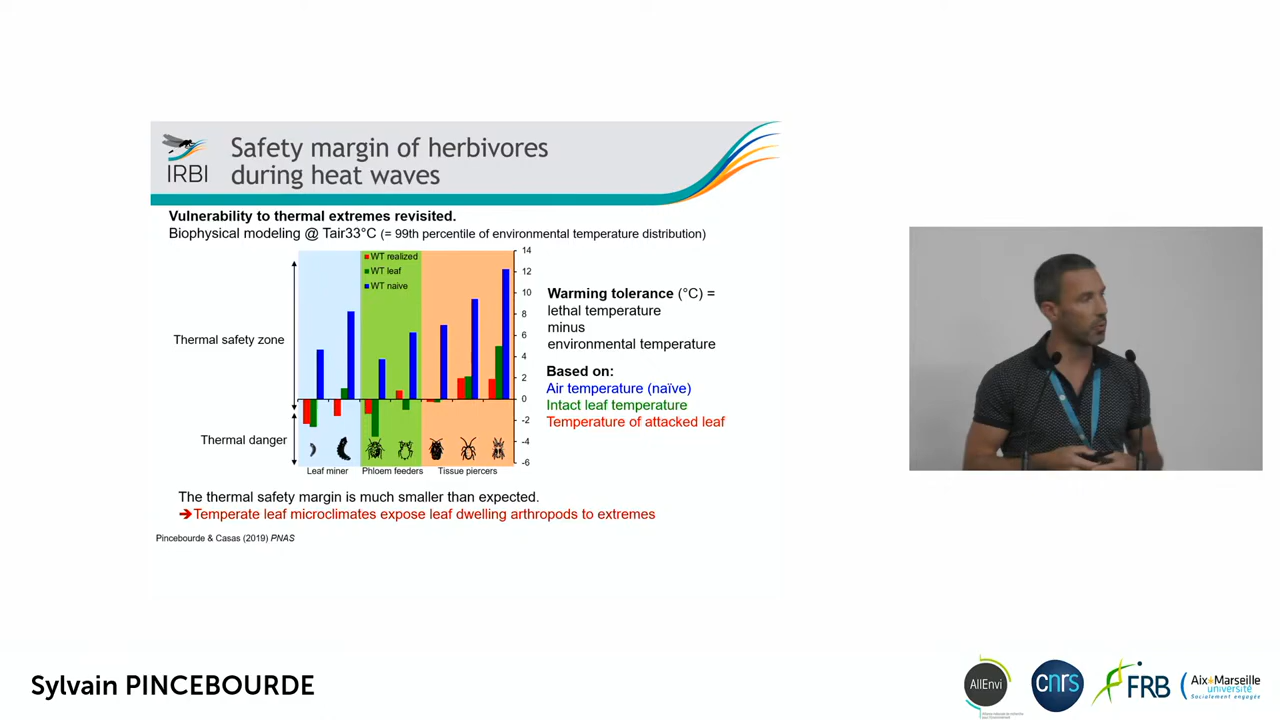 IRBI
Safety margin of herbivores
during heat waves
Vulnerability to thermal extremes revisited.
Biophysical modeling @ Tair33°C (= 99th percentile of environmental temperature distribution)
WT realized
WT leaf
WT naive
14
12
10
8
6
4
2
0
-2
-4
-6
Thermal safety zone
Thermal danger
Leaf miner
Phloem feeders
Tissue piercers
Warming tolerance (°C) =
lethal temperature
minus
environmental temperature
Based on:
Air temperature (naïve)
Intact leaf temperature
Temperature of attacked leaf
The thermal safety margin is much smaller than expected.
➔Temperate leaf microclimates expose leaf dwelling arthropods to extremes
Pincebourde & Casas (2019) PNAS
Sylvain PINCEBOURDE
AllEnvi
cnrs
FRB
Aix Marseille
université
Socialement engagée